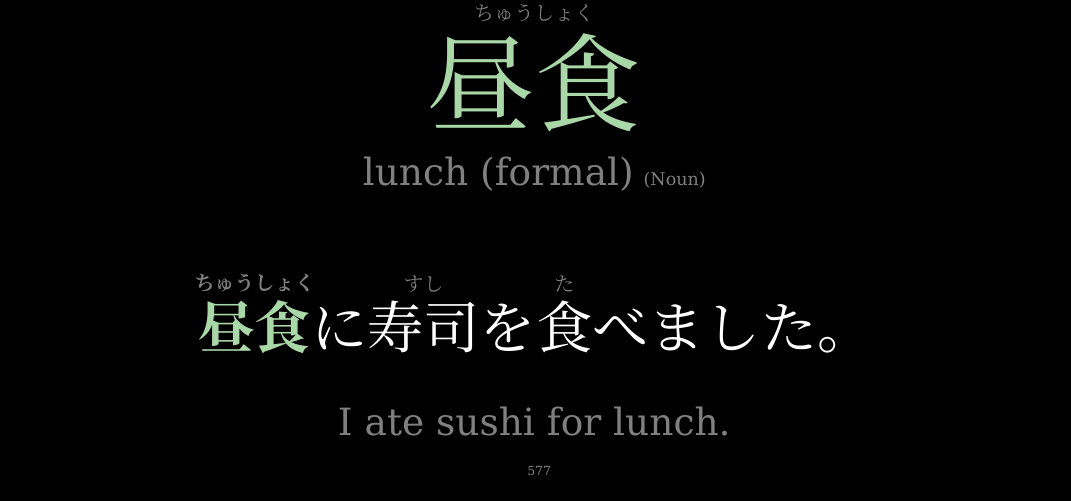 ちゅうしょく
昼食
lunch (formal) (Noun)
ちゅうしょく すし た
昼食に寿司を食べました。
I ate sushi for lunch.
577